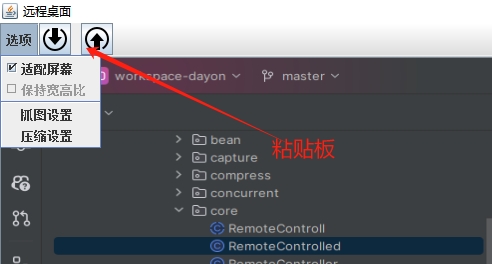 远程桌面
选项
适配屏幕
保持宽高比
抓图设置
压缩设置
workspace-dayon
master
粘贴板
bean
capture
compress
concurrent
core
RemoteControll
RemoteControlled